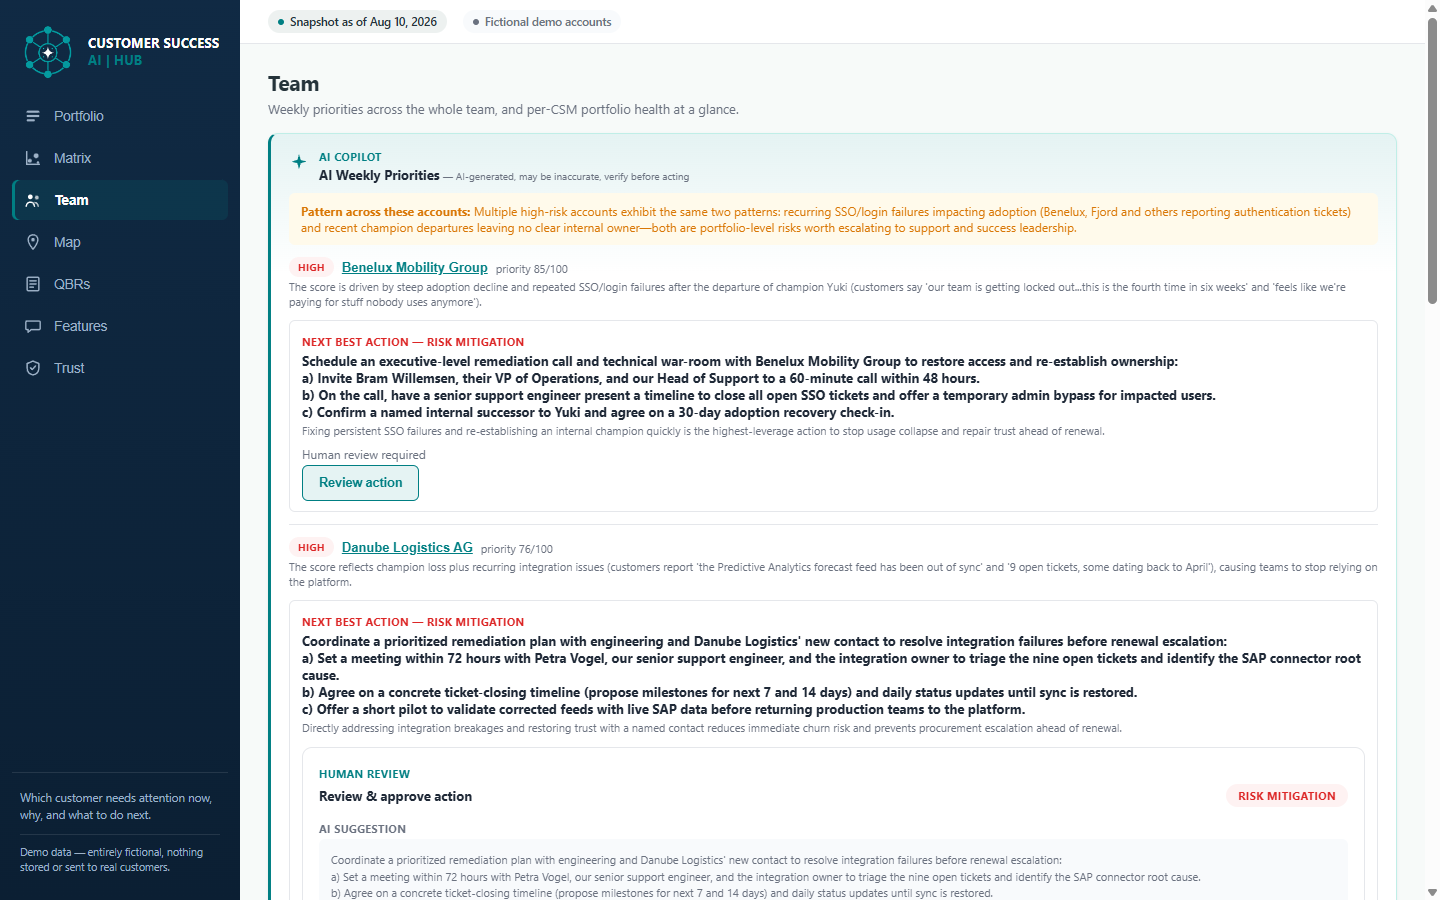 CUSTOMER SUCCESS
AI | HUB
Portfolio
Matrix
Team
Map
QBRs
Features
Trust
Which customer needs attention now,
why, and what to do next.
Demo data — entirely fictional, nothing
stored or sent to real customers.
Snapshot as of Aug 10, 2026
Fictional demo accounts
Team
Weekly priorities across the whole team, and per-CSM portfolio health at a glance.
AI COPILOT
AI Weekly Priorities — AI-generated, may be inaccurate, verify before acting
Pattern across these accounts: Multiple high-risk accounts exhibit the same two patterns: recurring SSO/login failures impacting adoption (Benelux, Fjord and others reporting authentication tickets)
and recent champion departures leaving no clear internal owner—both are portfolio-level risks worth escalating to support and success leadership.
HIGH Benelux Mobility Group priority 85/100
The score is driven by steep adoption decline and repeated SSO/login failures after the departure of champion Yuki (customers say 'our team is getting locked out...this is the fourth time in six weeks' and 'feels like we're
paying for stuff nobody uses anymore').
NEXT BEST ACTION — RISK MITIGATION
Schedule an executive-level remediation call and technical war-room with Benelux Mobility Group to restore access and re-establish ownership:
a) Invite Bram Willemsen, their VP of Operations, and our Head of Support to a 60-minute call within 48 hours.
b) On the call, have a senior support engineer present a timeline to close all open SSO tickets and offer a temporary admin bypass for impacted users.
c) Confirm a named internal successor to Yuki and agree on a 30-day adoption recovery check-in.
Fixing persistent SSO failures and re-establishing an internal champion quickly is the highest-leverage action to stop usage collapse and repair trust ahead of renewal.
Human review required
Review action
HIGH Danube Logistics AG priority 76/100
The score reflects champion loss plus recurring integration issues (customers report 'the Predictive Analytics forecast feed has been out of sync' and '9 open tickets, some dating back to April'), causing teams to stop relying on
the platform.
NEXT BEST ACTION — RISK MITIGATION
Coordinate a prioritized remediation plan with engineering and Danube Logistics' new contact to resolve integration failures before renewal escalation:
a) Set a meeting within 72 hours with Petra Vogel, our senior support engineer, and the integration owner to triage the nine open tickets and identify the SAP connector root
cause.
b) Agree on a concrete ticket-closing timeline (propose milestones for next 7 and 14 days) and daily status updates until sync is restored.
c) Offer a short pilot to validate corrected feeds with live SAP data before returning production teams to the platform.
Directly addressing integration breakages and restoring trust with a named contact reduces immediate churn risk and prevents procurement escalation ahead of renewal.
HUMAN REVIEW
Review & approve action
RISK MITIGATION
AI SUGGESTION
Coordinate a prioritized remediation plan with engineering and Danube Logistics' new contact to resolve integration failures before renewal escalation:
a) Set a meeting within 72 hours with Petra Vogel, our senior support engineer, and the integration owner to triage the nine open tickets and identify the SAP connector root cause.
b) Agree on a concrete ticket-closing timeline (propose milestones for next 7 and 14 days) and daily status updates until sync is restored.